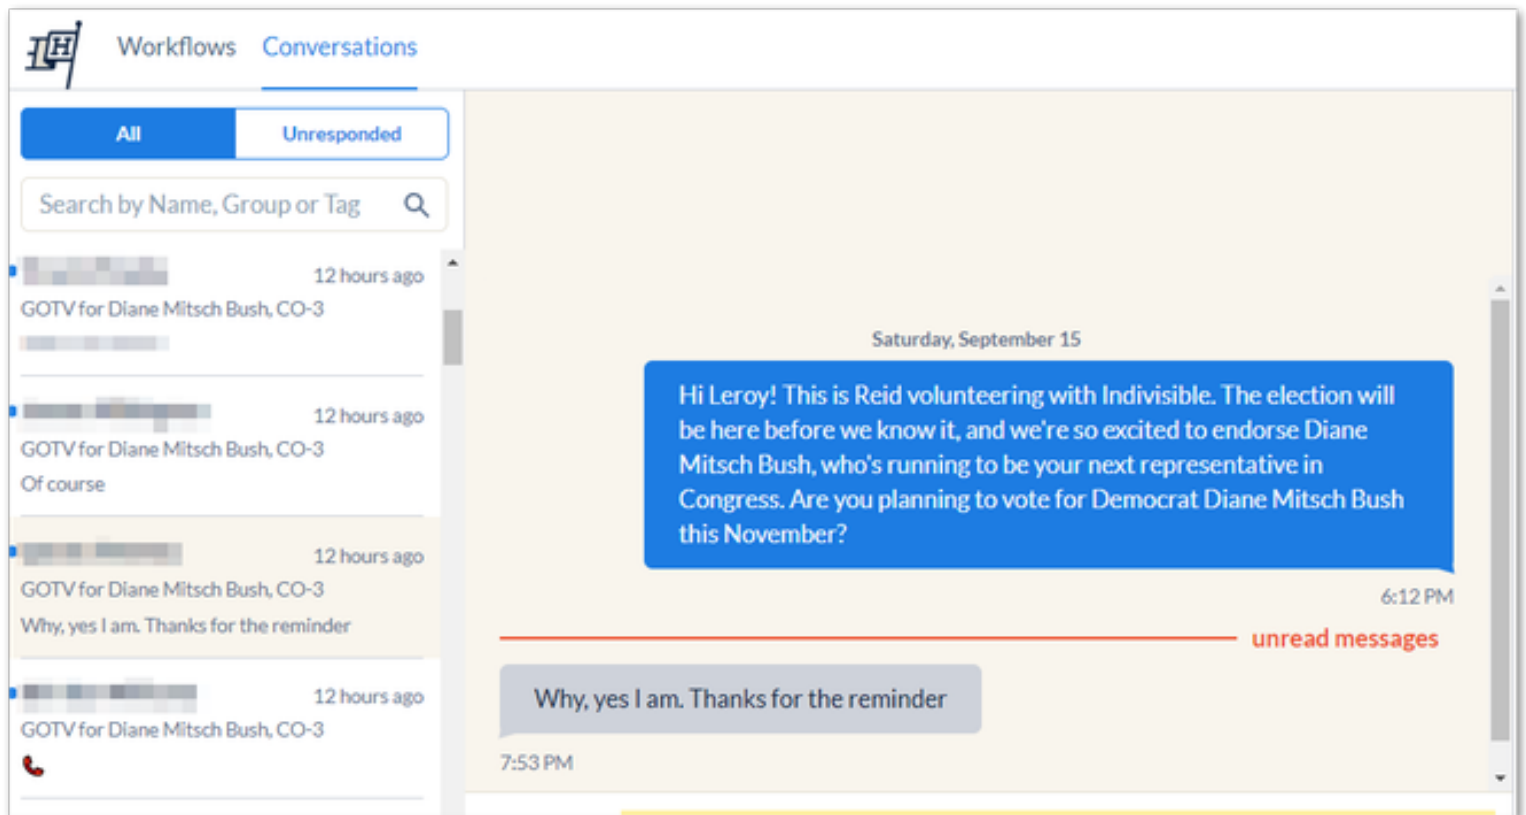 H
Workflows Conversations
All Unresponded
Search by Name, Group or Tag
12 hours ago
GOTV for Diane Mitsch Bush, CO-3
12 hours ago
GOTV for Diane Mitsch Bush, CO-3
Of course
12 hours ago
GOTV for Diane Mitsch Bush, CO-3
Why, yes I am. Thanks for the reminder
12 hours ago
GOTV for Diane Mitsch Bush, CO-3
Saturday, September 15
Hi Leroy! This is Reid volunteering with Indivisible. The election will
be here before we know it, and we're so excited to endorse Diane
Mitsch Bush, who's running to be your next representative in
Congress. Are you planning to vote for Democrat Diane Mitsch Bush
this November?
6:12 PM
unread messages
Why, yes I am. Thanks for the reminder
7:53 PM